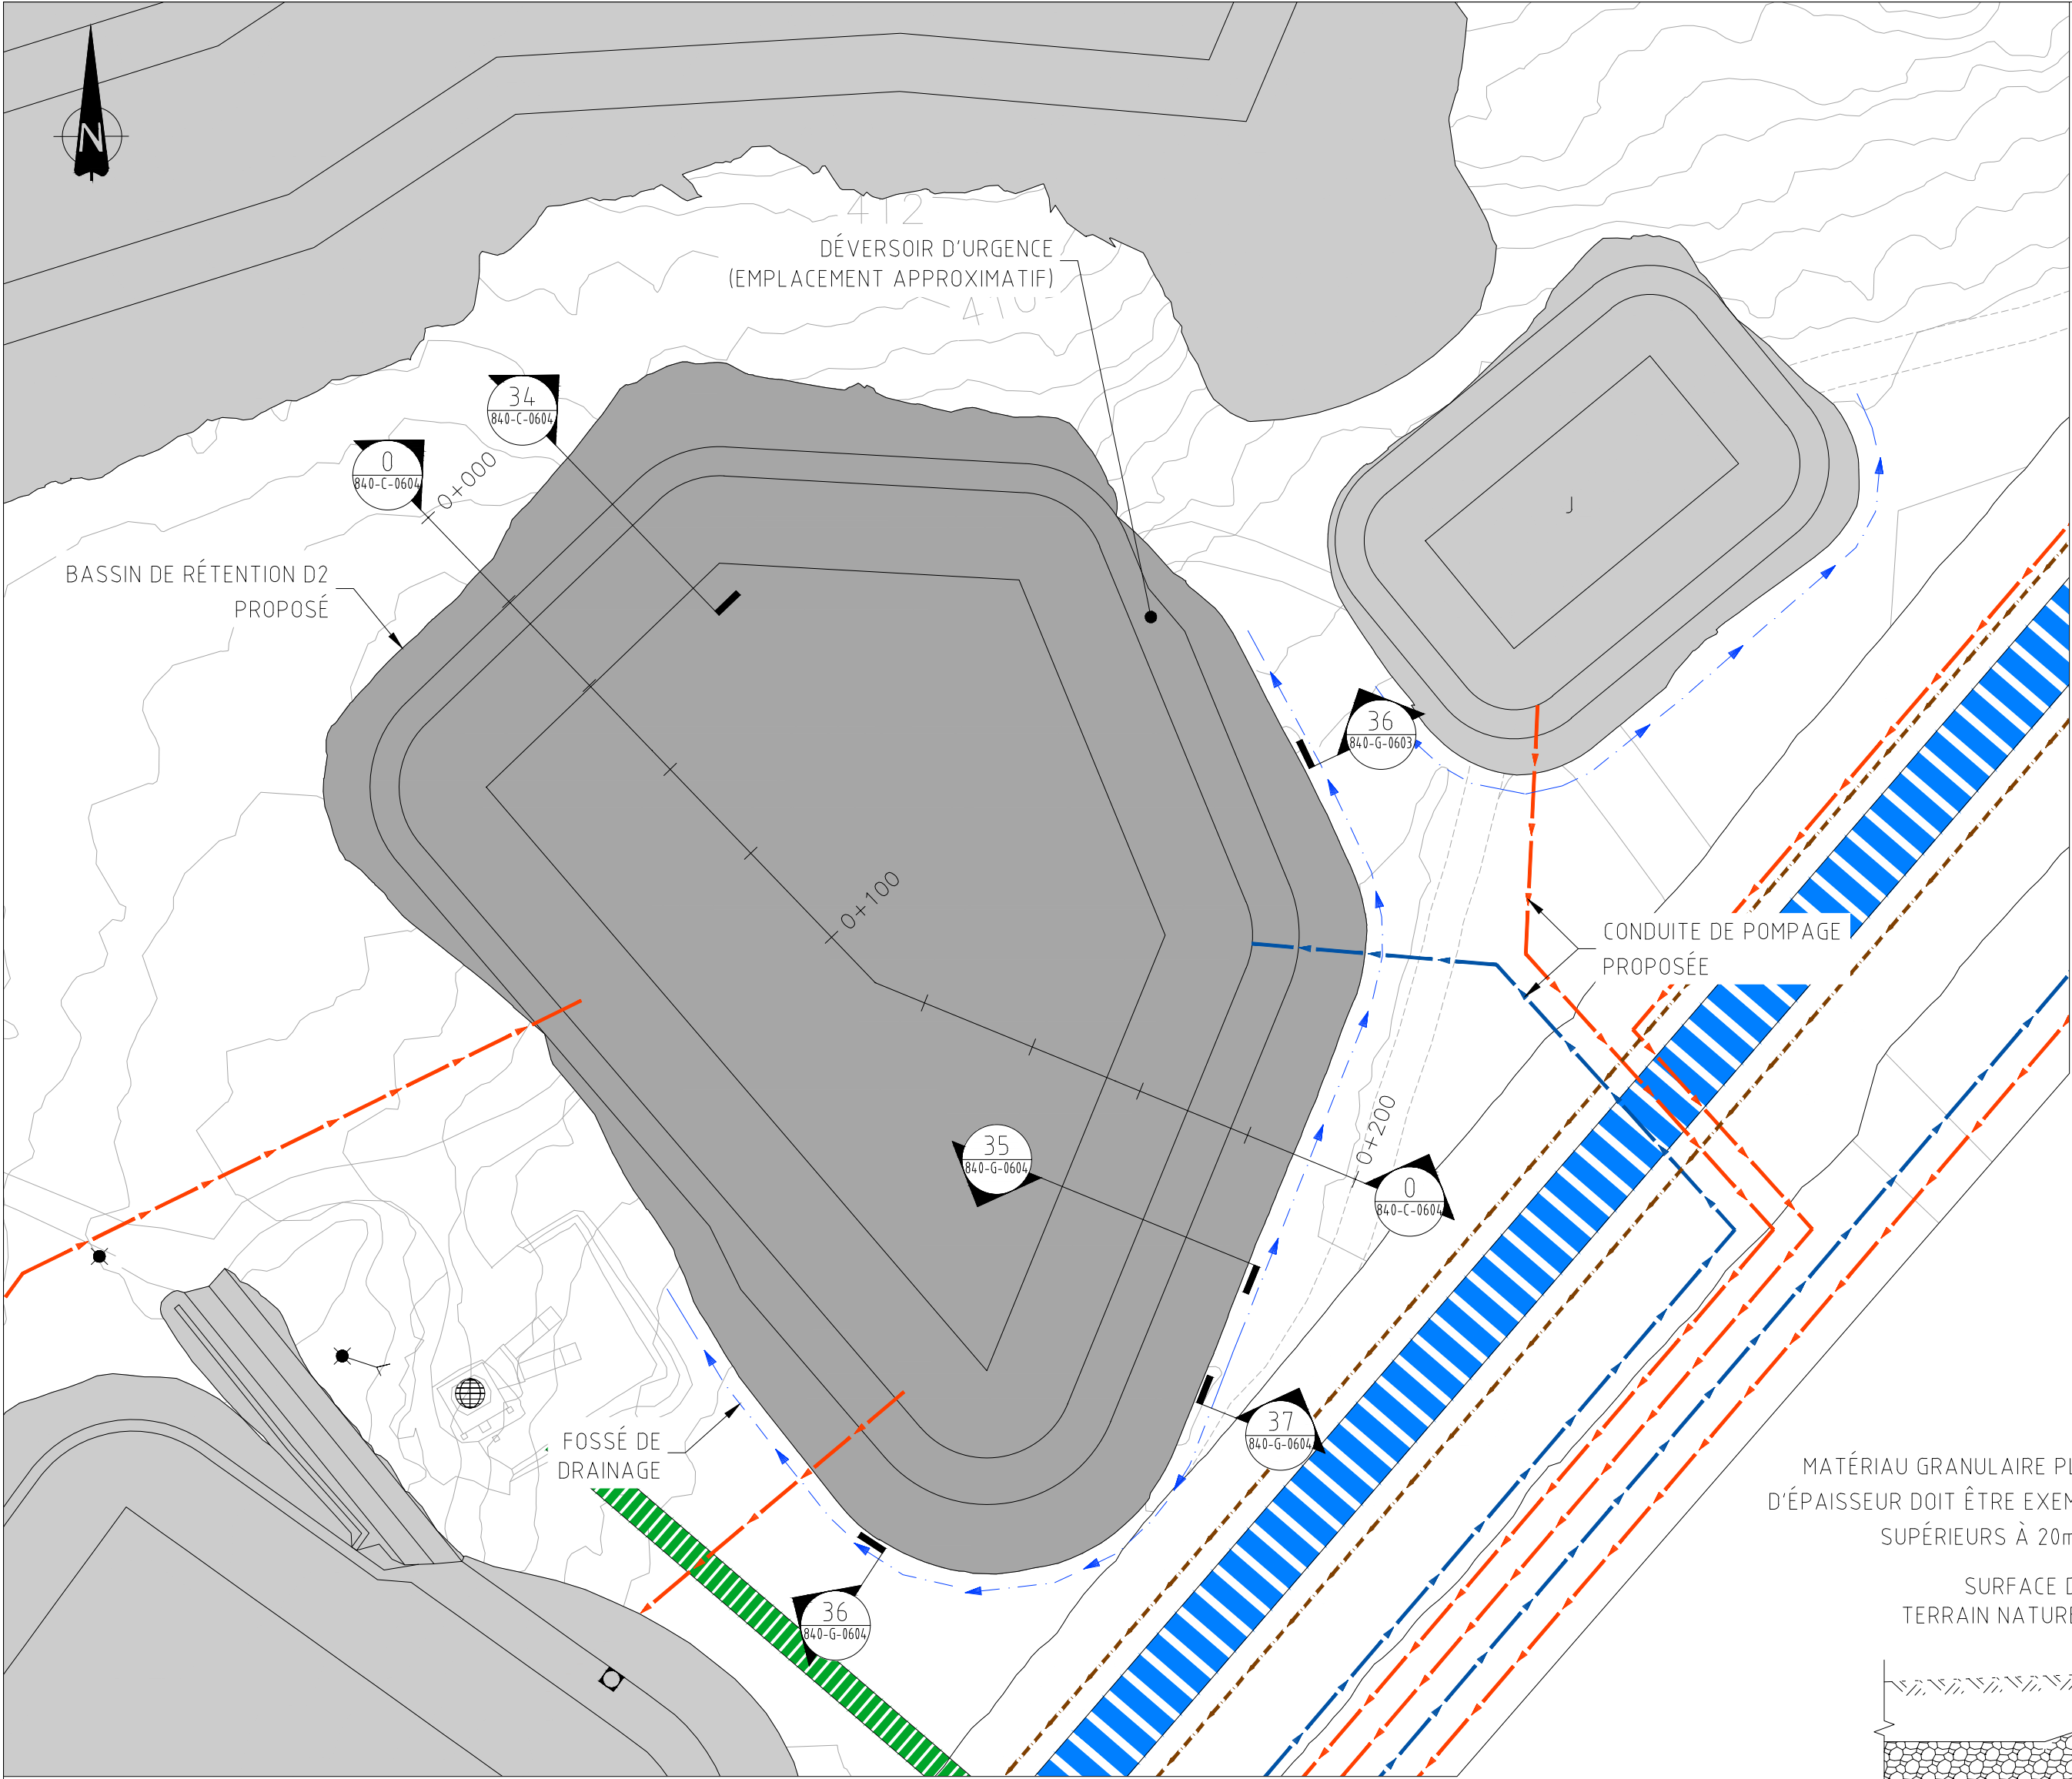 N
412
DÉVERSOIR D'URGENCE
(EMPLACEMENT APPROXIMATIF)
34
840-C-0604
0
840-C-0604
0+000
J
BASSIN DE RÉTENTION D2
PROPOSÉ
36
840-G-0603
0+100
CONDUITE DE POMPAGE
PROPOSÉE
0+200
35
840-G-0604
0
840-C-0604
37
840-G-0604
FOSSÉ DE
DRAINAGE
36
840-G-0604
MATÉRIAU GRANULAIRE
D'ÉPAISSEUR DOIT ÊTRE
SUPÉRIEURS À
SURFACE
TERRAIN